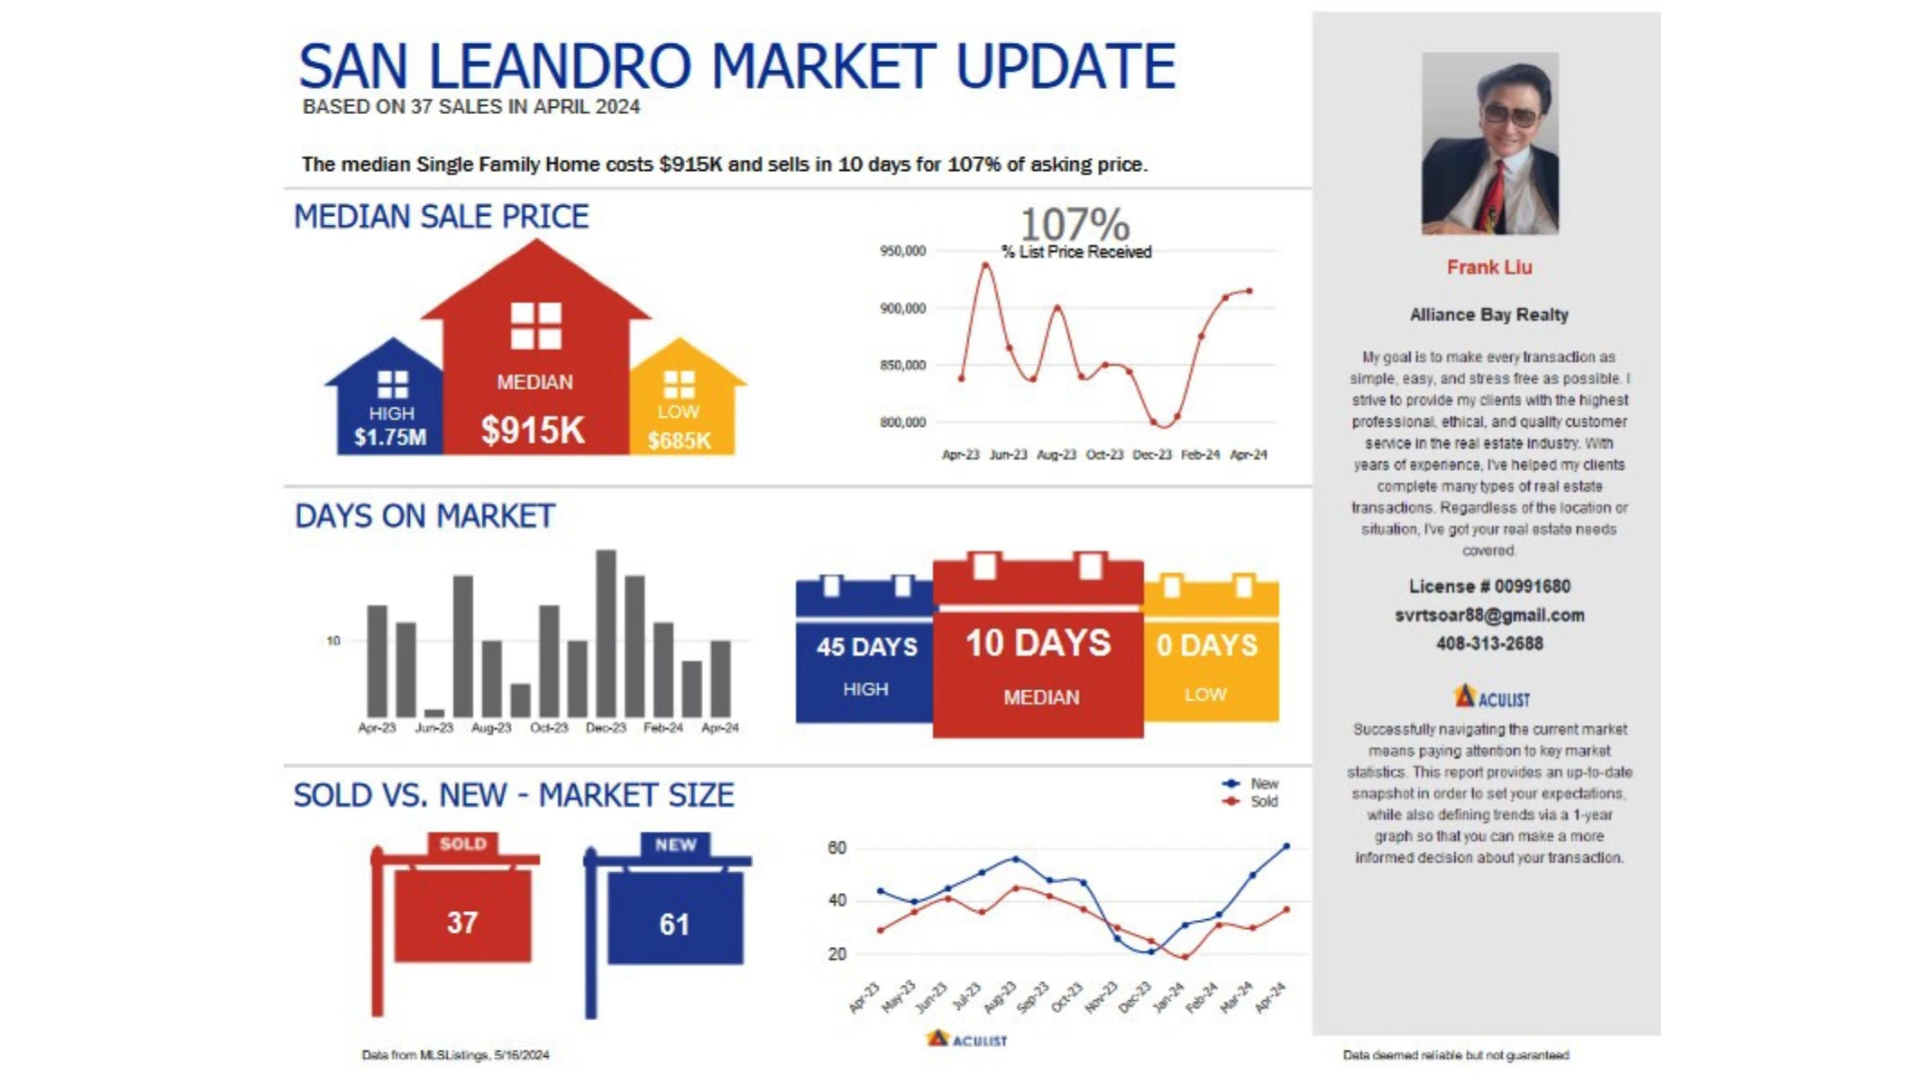 SAN LEANDRO MARKET UPDATE
BASED ON 37 SALES IN APRIL 2024
The median Single Family Home costs $915K and sells in 10 days for 107% of asking price.
MEDIAN SALE PRICE
HIGH
$1.75M
MEDIAN
$915K
LOW
$685K
107%
% List Price Received
950,000
900,000
850,000
800,000
Apr-23 Jun-23 Aug-23 Oct-23 Dec-23 Feb-24 Apr-24
DAYS ON MARKET
10
Apr-23 Jun-23 Aug-23 Oct-23 Dec-23 Feb-24 Apr-24
45 DAYS
HIGH
10 DAYS
MEDIAN
0 DAYS
LOW
SOLD VS. NEW - MARKET SIZE
SOLD
37
NEW
61
New
Sold
60
40
20
Apr-23 May-23 Jun-23 Jul-23 Aug-23 Sep-23 Oct-23 Nov-23 Dec-23 Jan-24 Feb-24 Mar-24 Apr-24
ACULIST
Data from MLSListings, 5/16/2024
Frank Liu
Alliance Bay Realty
My goal is to make every transaction as
simple, easy, and stress free as possible. I
strive to provide my clients with the highest
professional, ethical, and quality customer
service in the real estate industry. With
years of experience, I've helped my clients
complete many types of real estate
transactions. Regardless of the location or
situation, I've got your real estate needs
covered.
License # 00991680
svrtsoar88@gmail.com
408-313-2688
ACULIST
Successfully navigating the current market
means paying attention to key market
statistics. This report provides an up-to-date
snapshot in order to set your expectations,
while also defining trends via a 1-year
graph so that you can make a more
informed decision about your transaction.
Data deemed reliable but not guaranteed